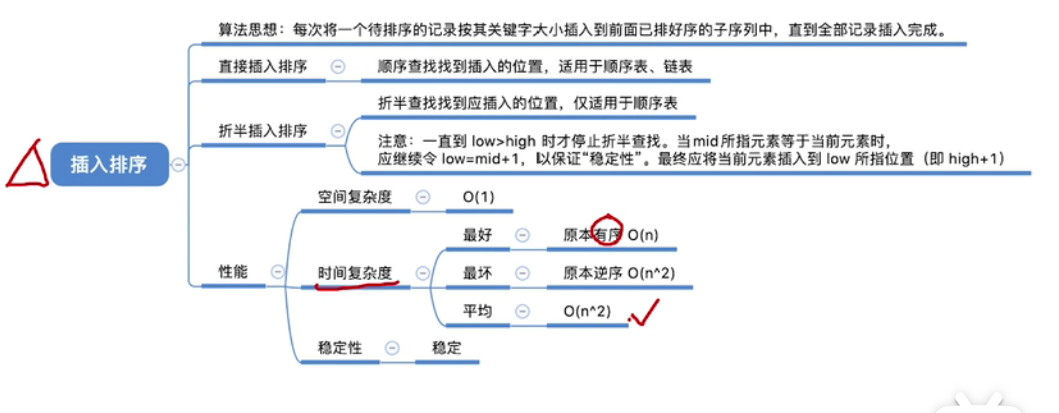 算法思想：每次将一个待排序的记录按其关键字大小插入到前面已排好序的子序列中，直到全部记录插入完成。
直接插入排序
顺序查找找到插入的位置，适用于顺序表、链表
折半插入排序
折半查找找到应插入的位置，仅适用于顺序表
注意：一直到 low>high 时才停止折半查找。当mid所指元素等于当前元素时，
应继续令 low=mid+1，以保证“稳定性”。最终应将当前元素插入到 low 所指位置（即 high+1）
插入排序
性能
空间复杂度
O(1)
时间复杂度
最好
原本有序 O(n)
最坏
原本逆序 O(n^2)
平均
O(n^2)
稳定性
稳定